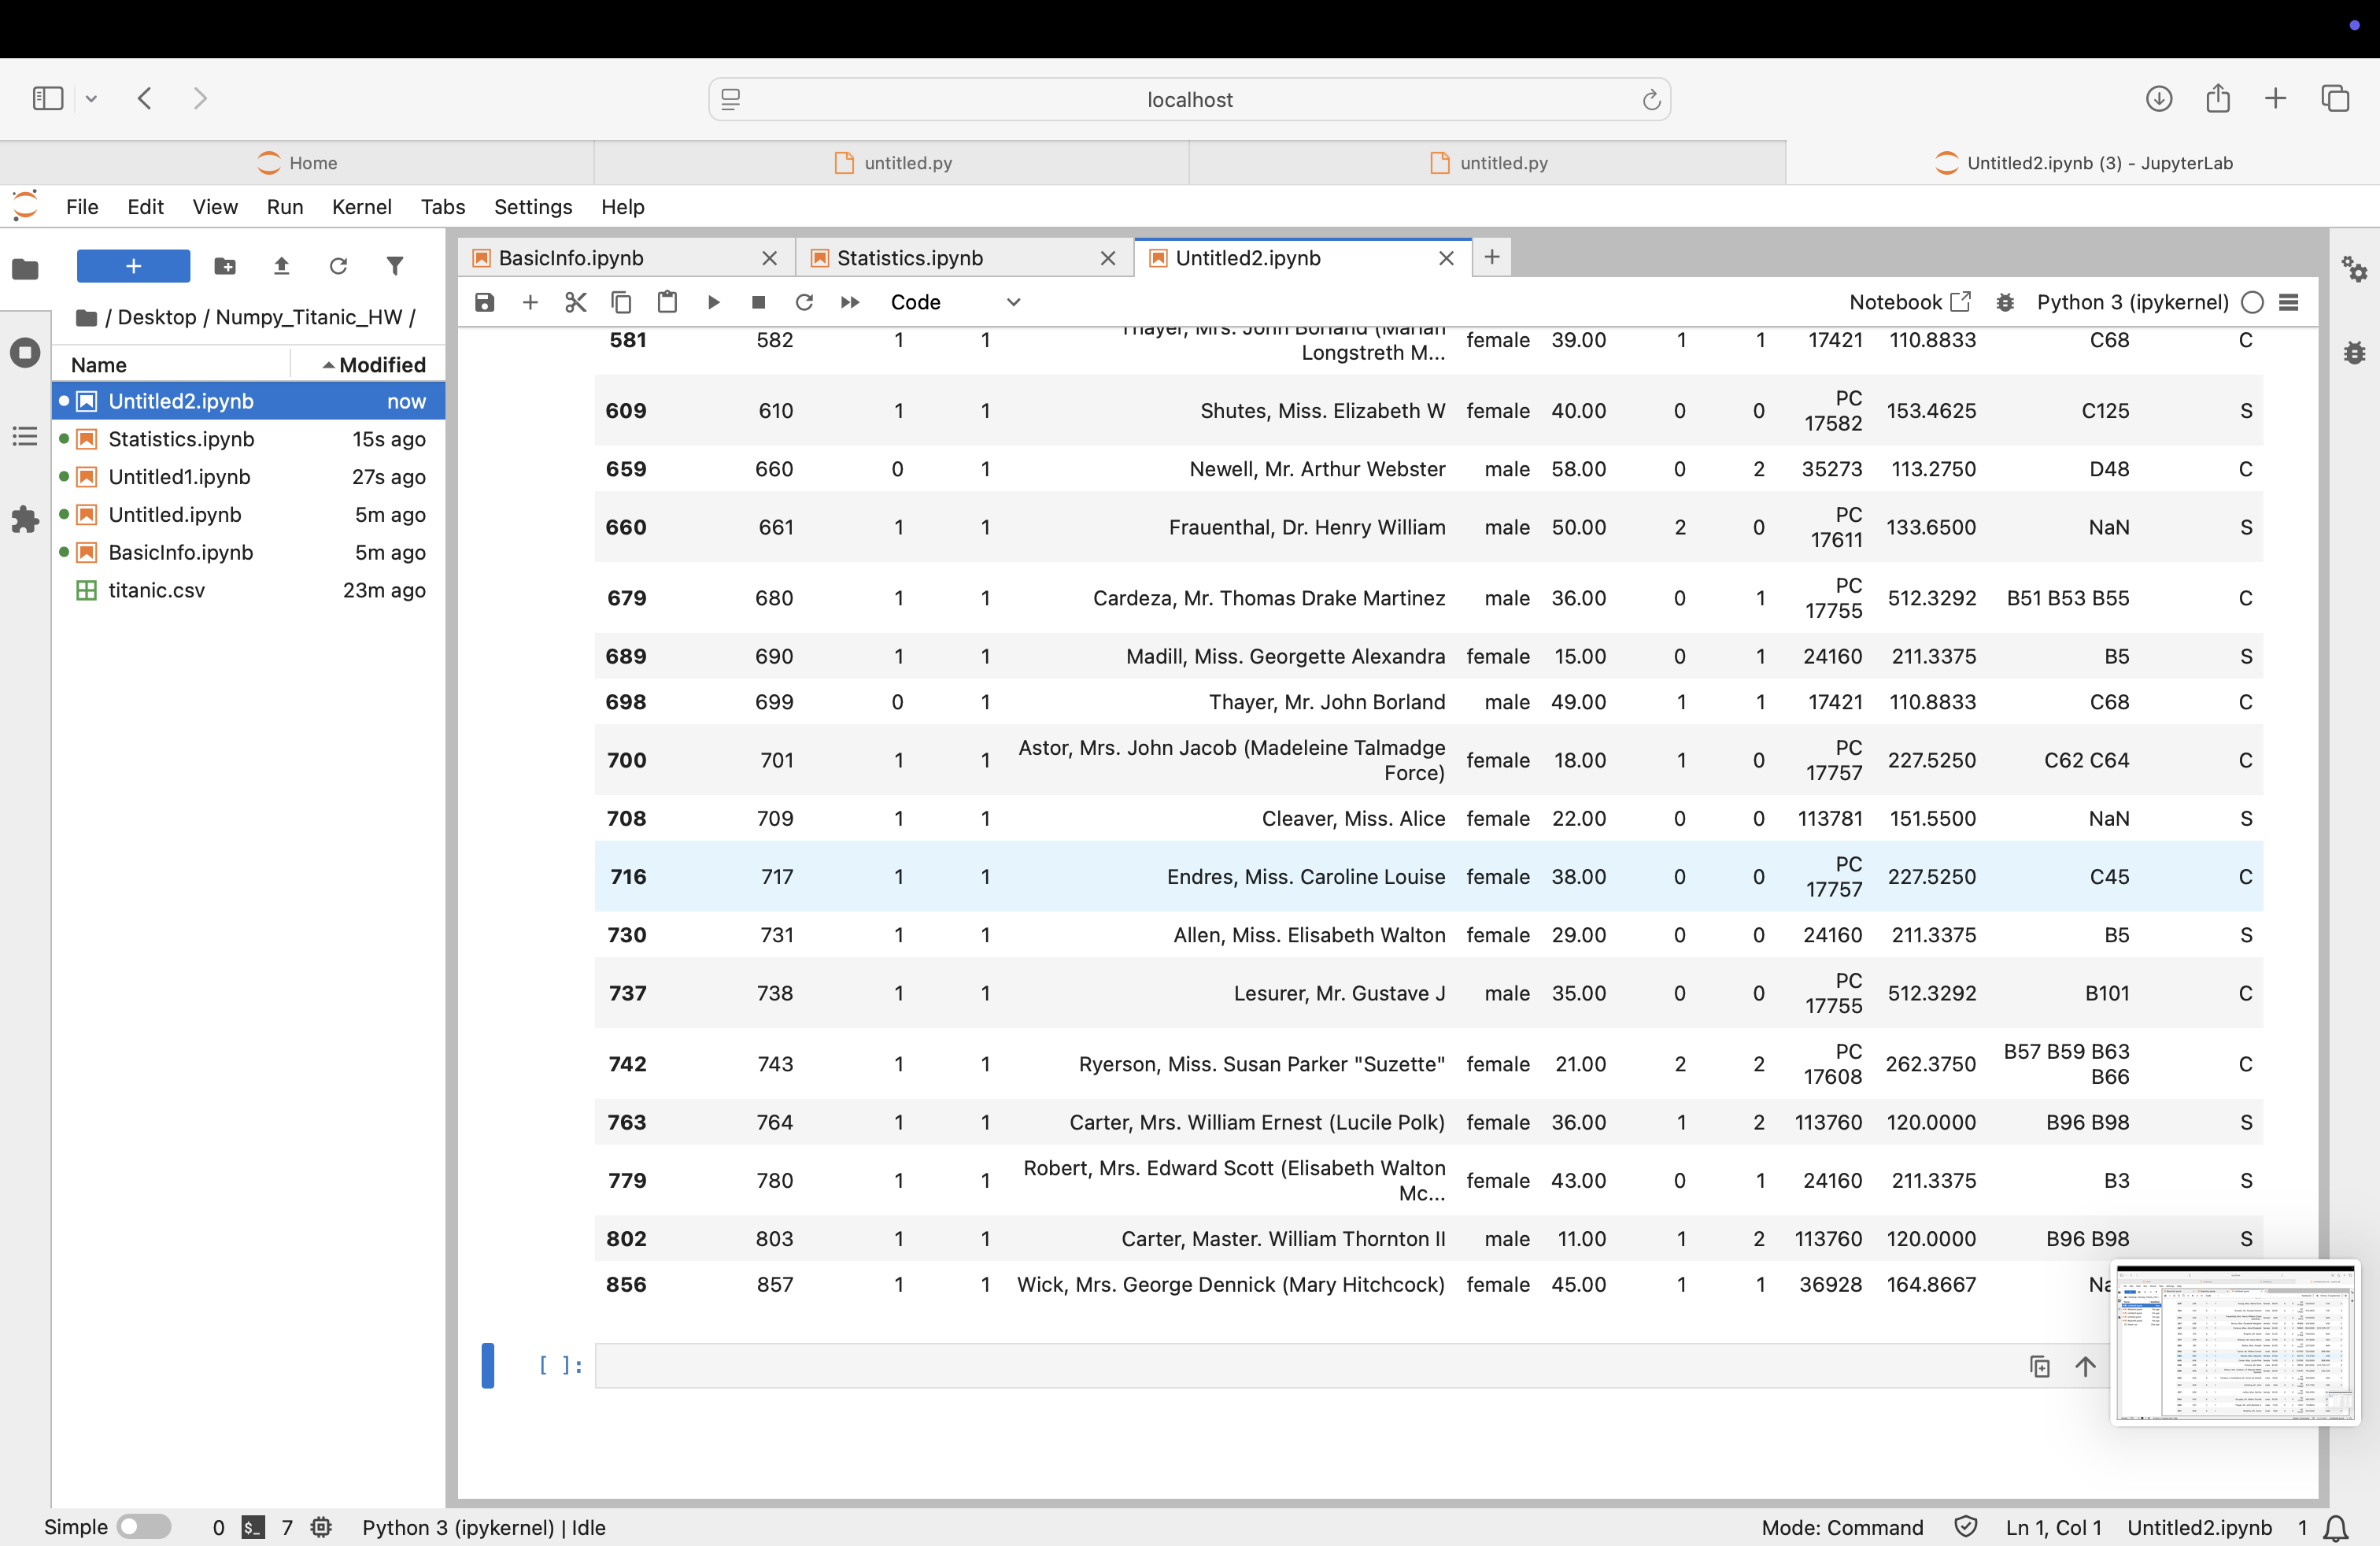 localhost
Home
untitled.py
untitled.py
Untitled2.ipynb (3) - JupyterLab
File Edit View Run Kernel Tabs Settings Help
+
/ Desktop / Numpy_Titanic_HW /
Name Modified
Untitled2.ipynb now
Statistics.ipynb 15s ago
Untitled1.ipynb 27s ago
Untitled.ipynb 5m ago
BasicInfo.ipynb 5m ago
titanic.csv 23m ago
BasicInfo.ipynb
Statistics.ipynb
Untitled2.ipynb
Code
Notebook
Python 3 (ipykernel)
581 582 1 1 Thayer, Mrs. John Borland (Marian
Longstreth M... female 39.00 1 1 17421 110.8833 C68 C
609 610 1 1 Shutes, Miss. Elizabeth W female 40.00 0 0 PC
17582 153.4625 C125 S
659 660 0 1 Newell, Mr. Arthur Webster male 58.00 0 2 35273 113.2750 D48 C
660 661 1 1 Frauenthal, Dr. Henry William male 50.00 2 0 PC
17611 133.6500 NaN S
679 680 1 1 Cardeza, Mr. Thomas Drake Martinez male 36.00 0 1 PC
17755 512.3292 B51 B53 B55 C
689 690 1 1 Madill, Miss. Georgette Alexandra female 15.00 0 1 24160 211.3375 B5 S
698 699 0 1 Thayer, Mr. John Borland male 49.00 1 1 17421 110.8833 C68 C
700 701 1 1 Astor, Mrs. John Jacob (Madeleine Talmadge
Force) female 18.00 1 0 PC
17757 227.5250 C62 C64 C
708 709 1 1 Cleaver, Miss. Alice female 22.00 0 0 113781 151.5500 NaN S
716 717 1 1 Endres, Miss. Caroline Louise female 38.00 0 0 PC
17757 227.5250 C45 C
730 731 1 1 Allen, Miss. Elisabeth Walton female 29.00 0 0 24160 211.3375 B5 S
737 738 1 1 Lesurer, Mr. Gustave J male 35.00 0 0 PC
17755 512.3292 B101 C
742 743 1 1 Ryerson, Miss. Susan Parker "Suzette" female 21.00 2 2 PC
17608 262.3750 B57 B59 B63
B66 C
763 764 1 1 Carter, Mrs. William Ernest (Lucile Polk) female 36.00 1 2 113760 120.0000 B96 B98 S
779 780 1 1 Robert, Mrs. Edward Scott (Elisabeth Walton
Mc... female 43.00 0 1 24160 211.3375 B3 S
802 803 1 1 Carter, Master. William Thornton II male 11.00 1 2 113760 120.0000 B96 B98 S
856 857 1 1 Wick, Mrs. George Dennick (Mary Hitchcock) female 45.00 1 1 36928 164.8667 Na
[ ]:
Simple 0 7 Python 3 (ipykernel) | Idle
Mode: Command Ln 1, Col 1 Untitled2.ipynb 1